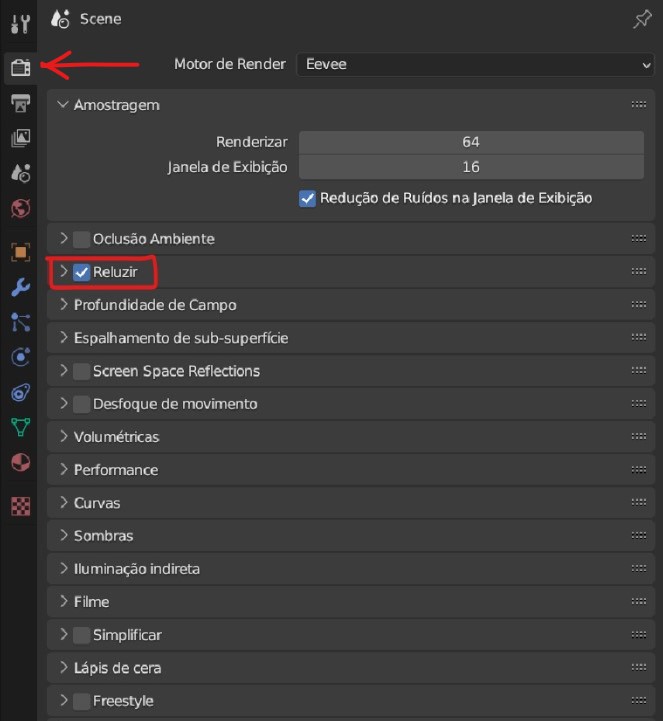 Scene
Motor de Render Eevee
Amostragem
Renderizar 64
Janela de Exibição 16
Redução de Ruídos na Janela de Exibição
Oclusão Ambiente
Reluzir
Profundidade de Campo
Espalhamento de sub-superfície
Screen Space Reflections
Desfoque de movimento
Volumétricas
Performance
Curvas
Sombras
Iluminação indireta
Filme
Simplificar
Lápis de cera
Freestyle